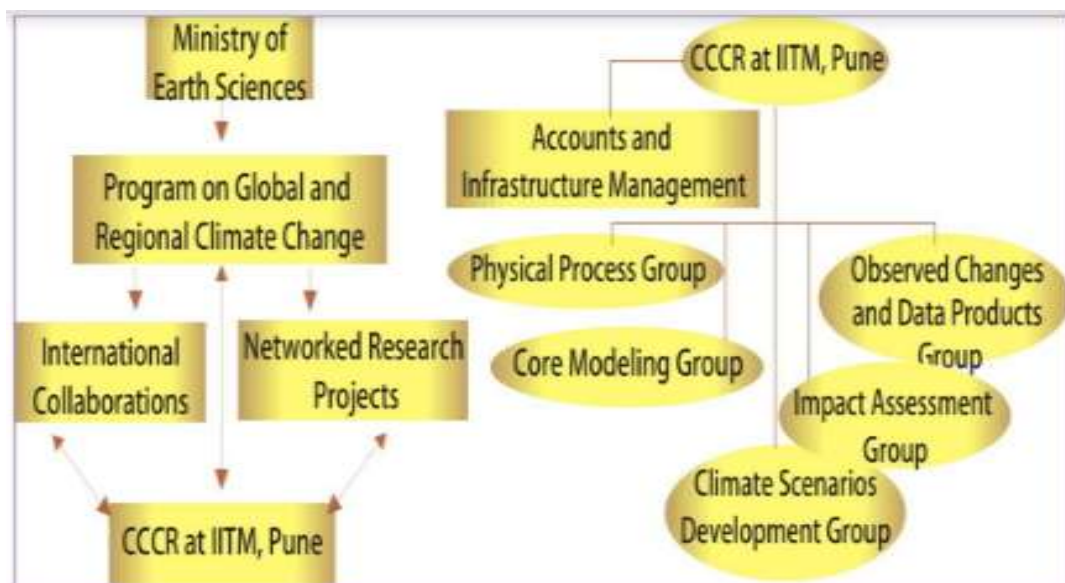 Ministry of
Earth Sciences
Program on Global and
Regional Climate Change
International
Collaborations
Networked Research
Projects
CCCR at IITM, Pune
CCCR at IITM, Pune
Accounts and
Infrastructure Management
Physical Process Group
Observed Changes
and Data Products
Group
Core Modeling Group
Impact Assessment
Group
Climate Scenarios
Development Group